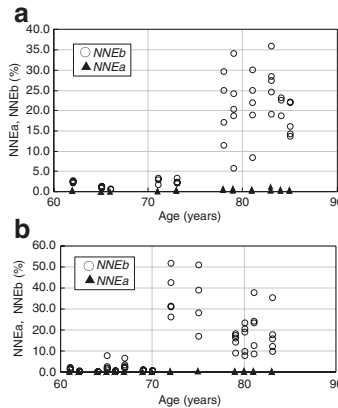 a
NNEa, NNEb (%)
40.0
35.0
30.0
25.0
20.0
15.0
10.0
5.0
0.0
NNEb
NNEa
60 70 80 90
Age (years)
b
NNEa, NNEb (%)
60.0
50.0
40.0
30.0
20.0
10.0
0.0
NNEb
NNEa
60 70 80 90
Age (years)